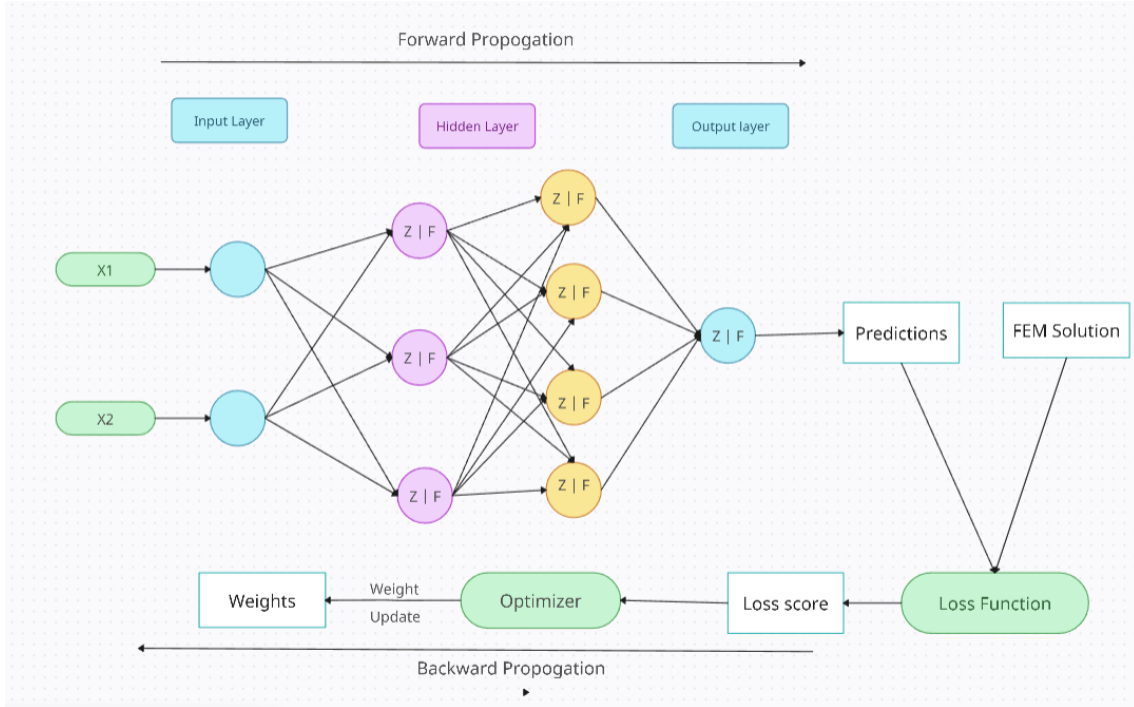 Forward Propogation
Input Layer
Hidden Layer
Output layer
Z | F
Z | F
Z | F
X1
Z | F
Z | F
Z | F
Predictions
FEM Solution
Z | F
X2
Z | F
Z | F
Weights
Weight
Update
Optimizer
Loss score
Loss Function
Backward Propogation